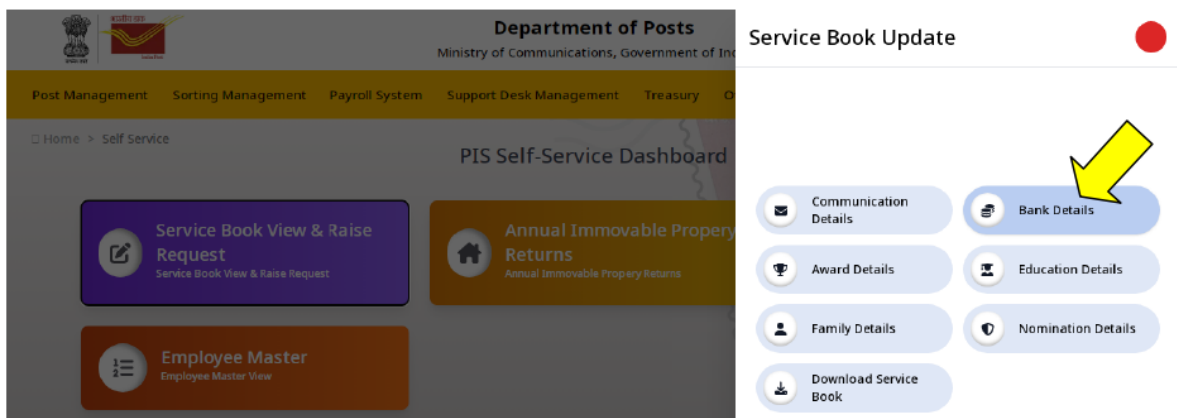 Department of Posts
Ministry of Communications, Government of Ind
Service Book Update
Post Management Sorting Management Payroll System Support Desk Management Treasury O
Home > Self Service
PIS Self-Service Dashboard
Service Book View & Raise
Request
Service Book View & Raise Request
Annual Immovable Propery
Returns
Annual Immovable Propery Returns
Employee Master
Employee Master View
Communication
Details
Bank Details
Award Details
Education Details
Family Details
Nomination Details
Download Service
Book